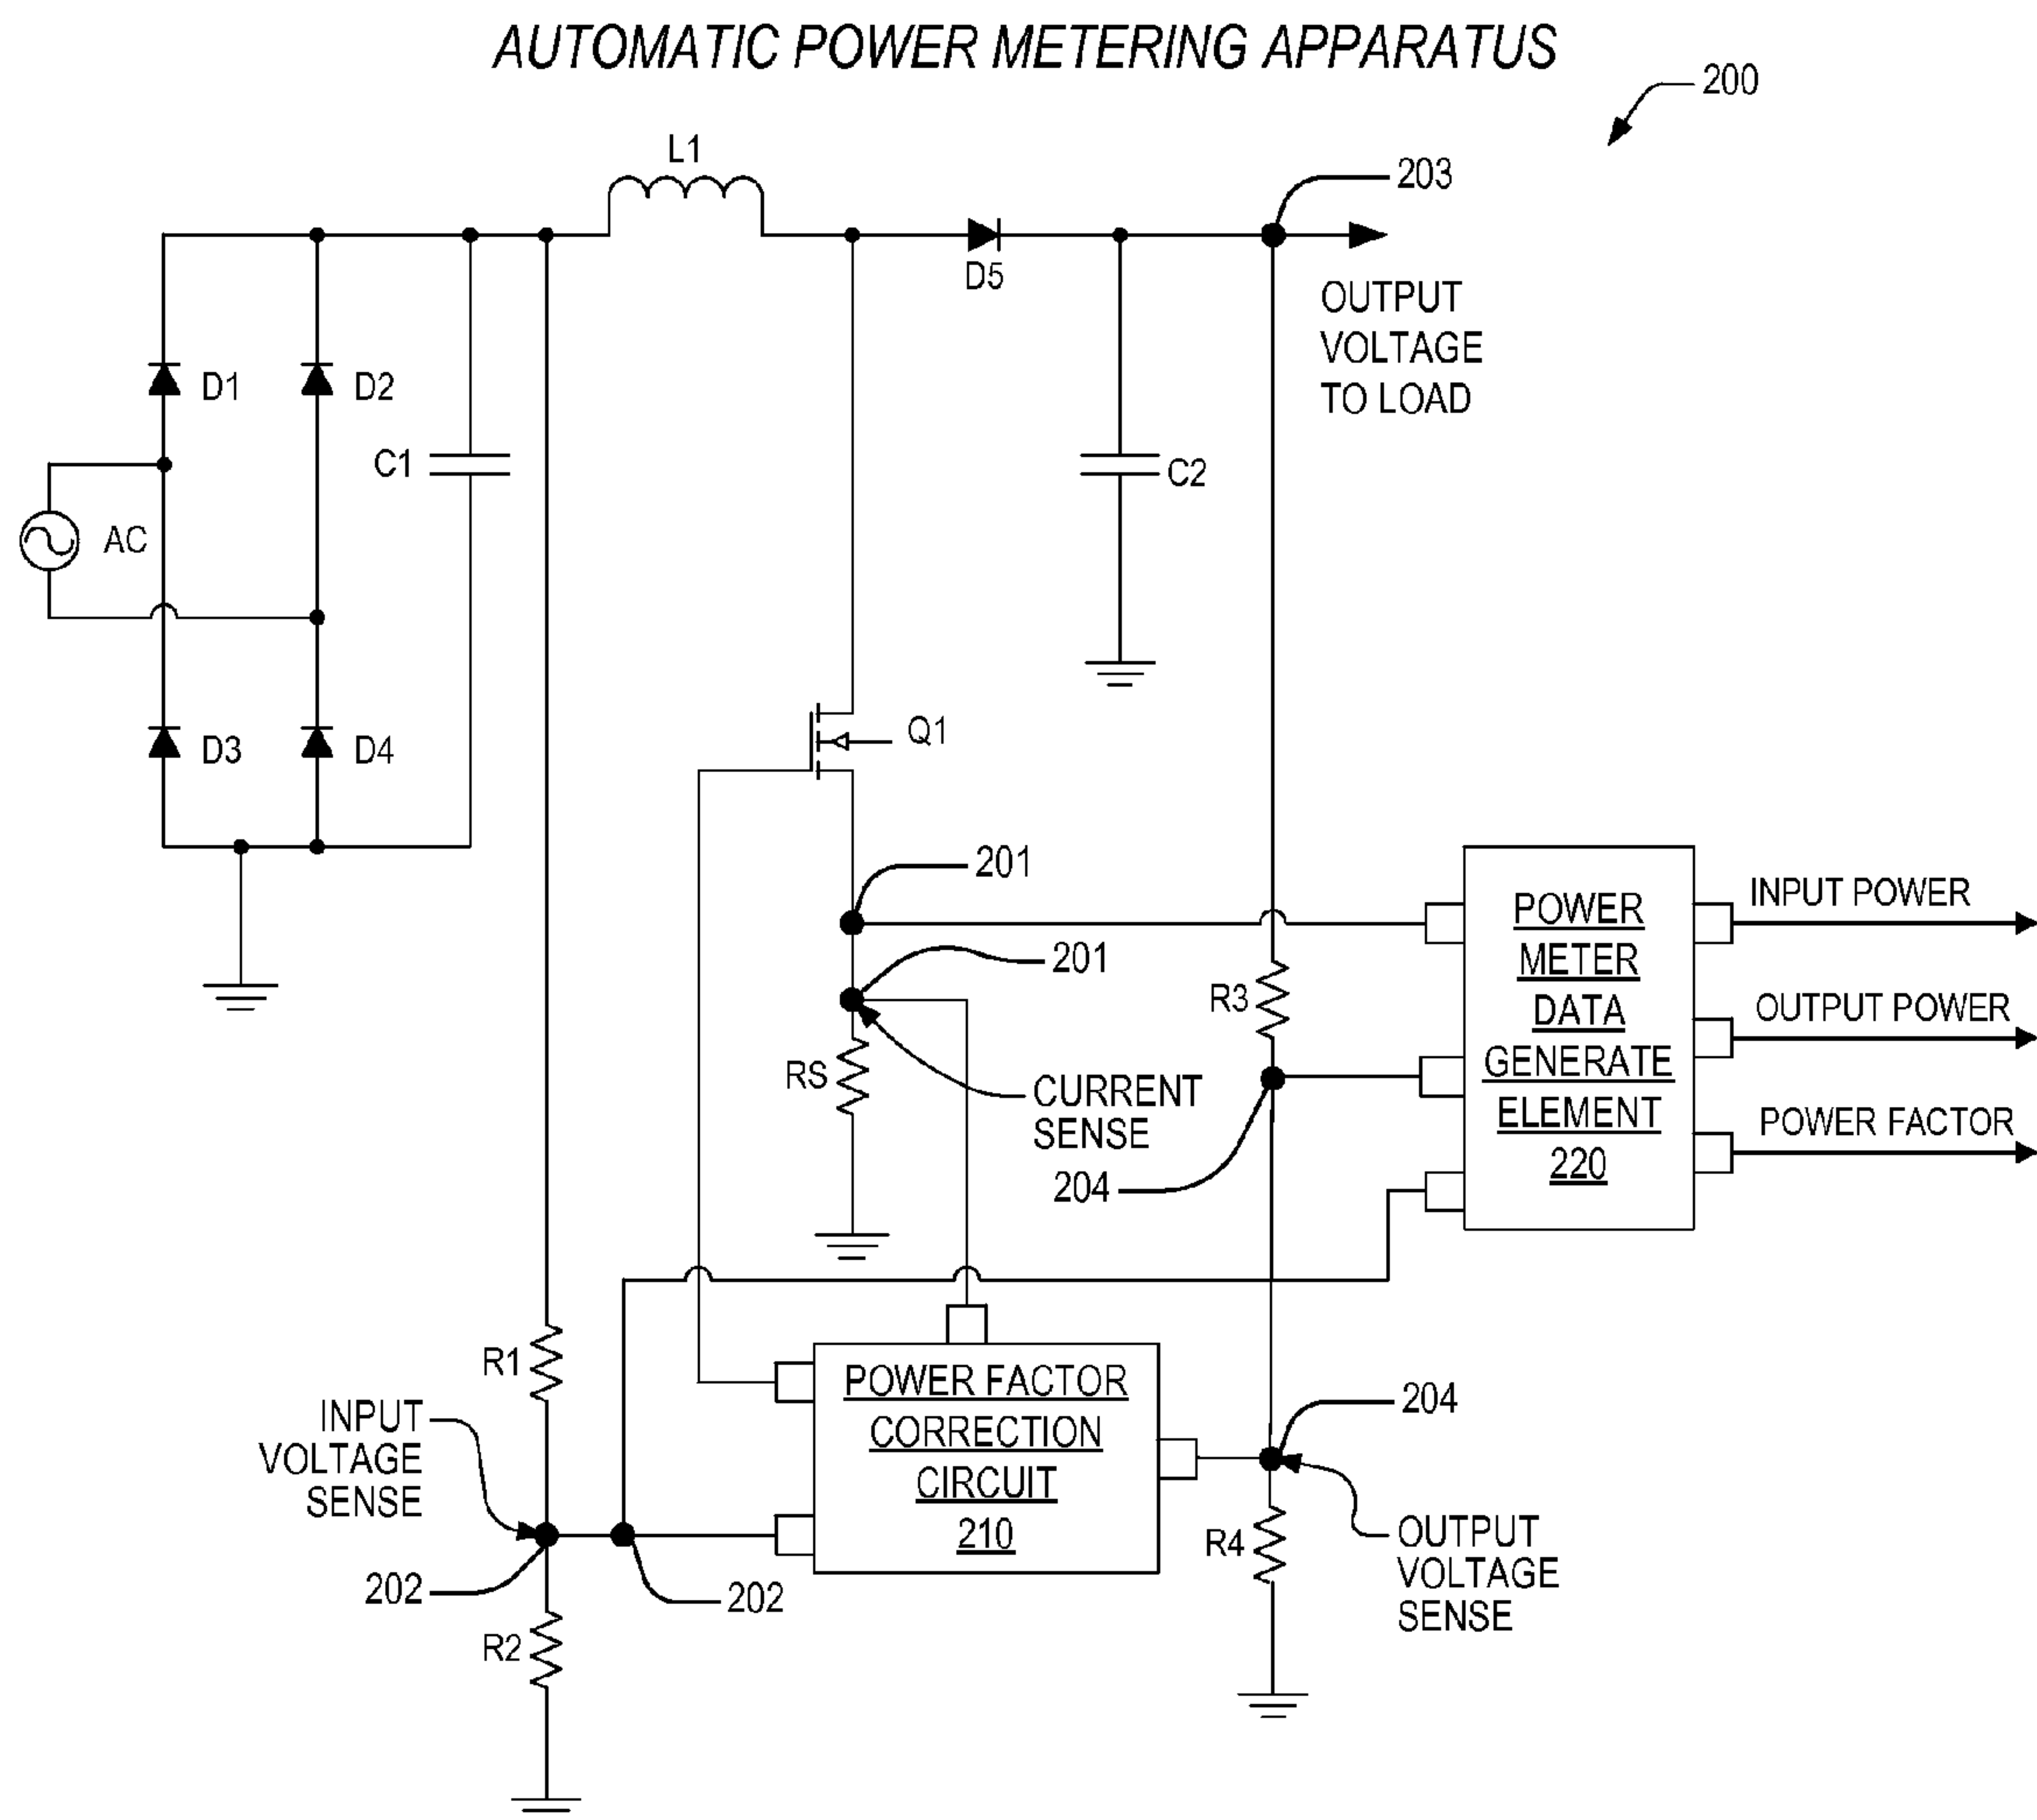 AUTOMATIC POWER METERING APPARATUS
200
L1
203
D5
OUTPUT
VOLTAGE
TO LOAD
D1
D2
C1
C2
AC
Q1
D3
D4
201
INPUT POWER
POWER
METER
DATA
GENERATE
ELEMENT
220
201
R3
OUTPUT POWER
RS
CURRENT
SENSE
POWER FACTOR
204
R1
POWER FACTOR
CORRECTION
CIRCUIT
210
204
INPUT
VOLTAGE
SENSE
R4
OUTPUT
VOLTAGE
SENSE
202
202
R2